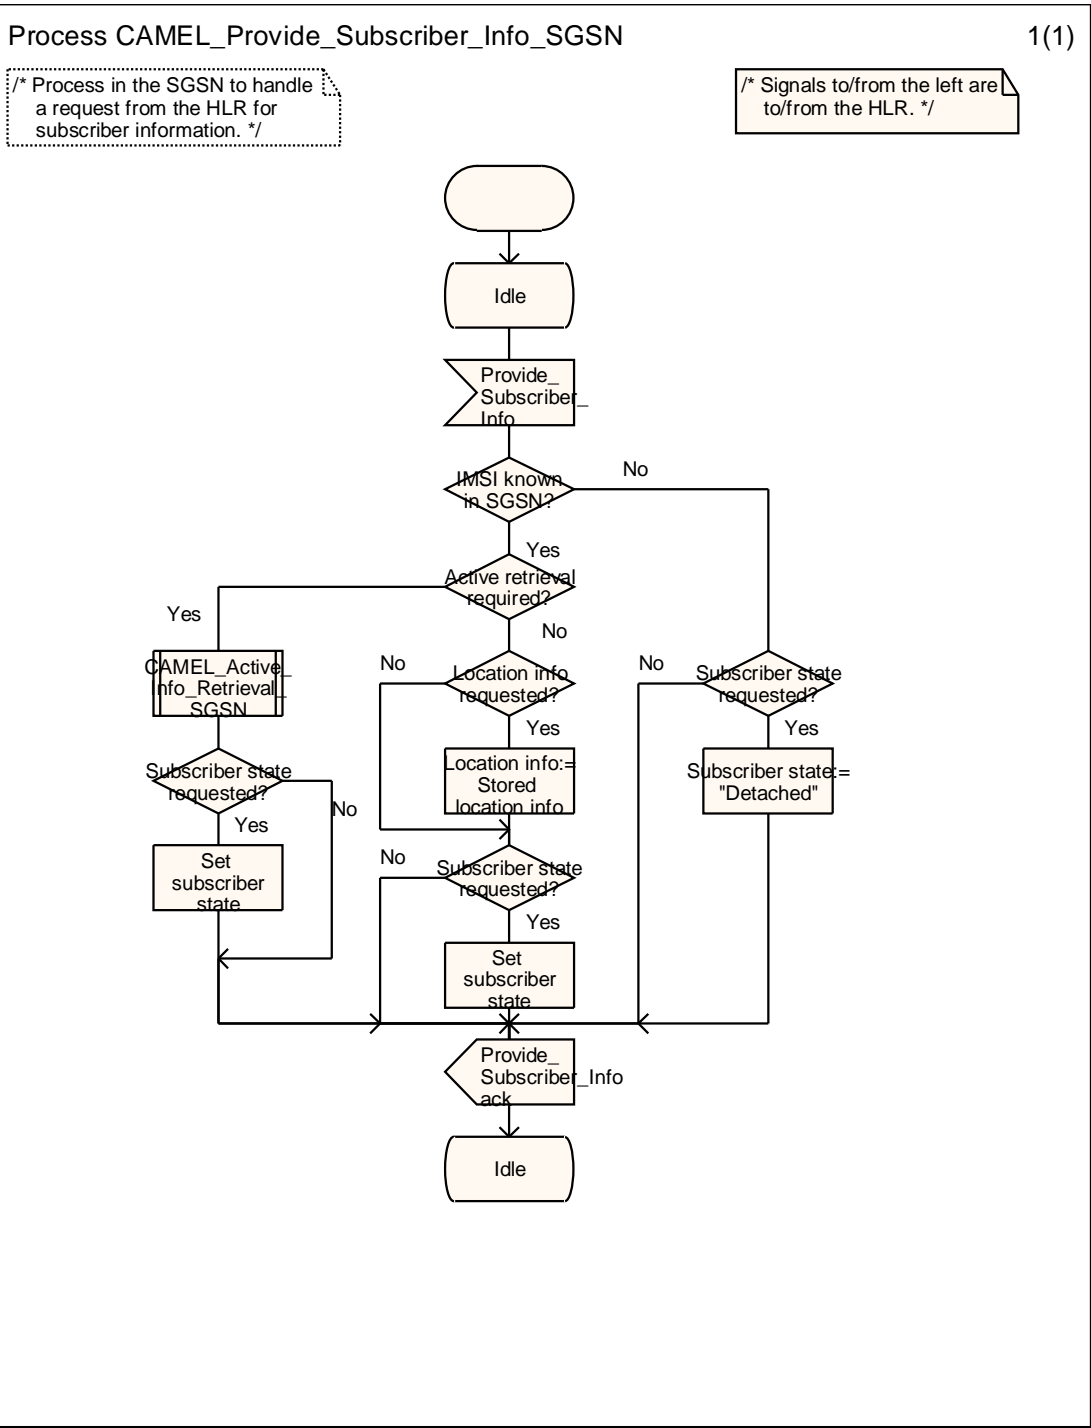 Process CAMEL_Provide_Subscriber_Info_SGSN
1(1)
/* Process in the SGSN to handle
a request from the HLR for
subscriber information. */
/* Signals to/from the left are
to/from the HLR. */
Idle
Provide_
Subscriber_
Info
IMSI known
in SGSN?
No
Yes
Active retrieval
required?
Yes
No
CAMEL_Active_
Info_Retrieval_
SGSN
No
Location info
requested?
No
Subscriber state
requested?
Yes
Yes
Subscriber state
requested?
No
Location info:=
Stored
location info
Subscriber state:=
"Detached"
Yes
Set
subscriber
state
No
Subscriber state
requested?
Yes
Set
subscriber
state
Provide_
Subscriber_Info
ack
Idle